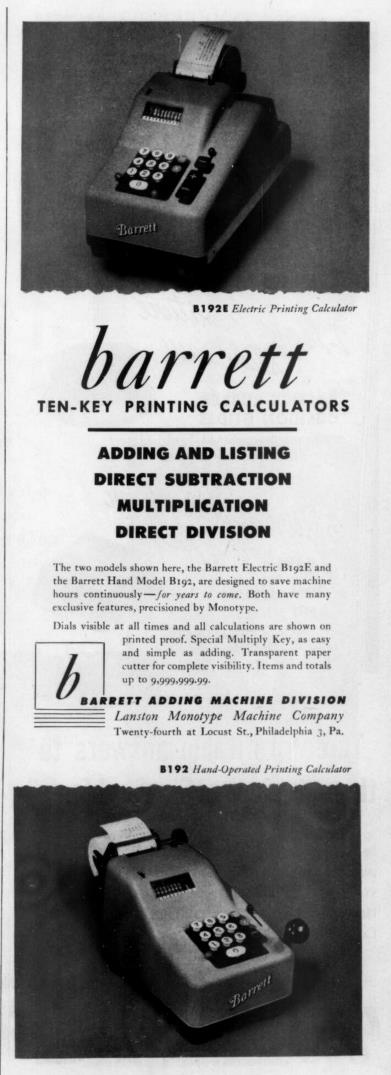 Barrett
B192E Electric Printing Calculator
barrett
TEN-KEY PRINTING CALCULATORS
ADDING AND LISTING
DIRECT SUBTRACTION
MULTIPLICATION
DIRECT DIVISION
The two models shown here, the Barrett Electric B192E and
the Barrett Hand Model B192, are designed to save machine
hours continuously—for years to come. Both have many
exclusive features, precisioned by Monotype.
Dials visible at all times and all calculations are shown on
printed proof. Special Multiply Key, as easy
and simple as adding. Transparent paper
cutter for complete visibility. Items and totals
up to 9,999,999.99.
b
BARRETT ADDING MACHINE DIVISION
Lanston Monotype Machine Company
Twenty-fourth at Locust St., Philadelphia 3, Pa.
B192 Hand-Operated Printing Calculator
Barrett